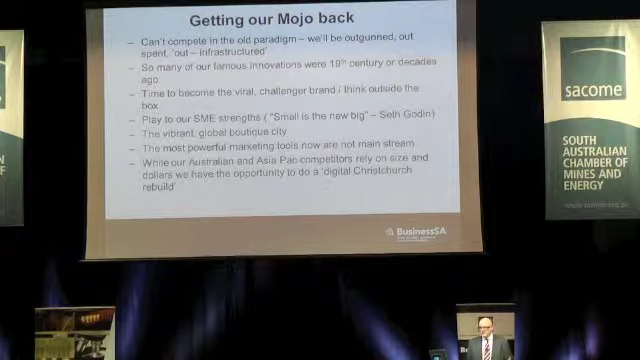 Getting our Mojo back
– Can't compete in the old paradigm – we'll be outgunned, out
spent, 'out – infrastructured'
– So many of our famous innovations were 19th century or decades
ago
– Time to become the viral, challenger brand / think outside the
box
– Play to our SME strengths ( "Small is the new big" – Seth Godin)
– The vibrant, global boutique city
– The most powerful marketing tools now are not main stream
– While our Australian and Asia Pac competitors rely on size and
dollars we have the opportunity to do a 'digital Christchurch
rebuild'
BusinessSA
sacome
SOUTH
AUSTRALIAN
CHAMBER OF
MINES AND
ENERGY